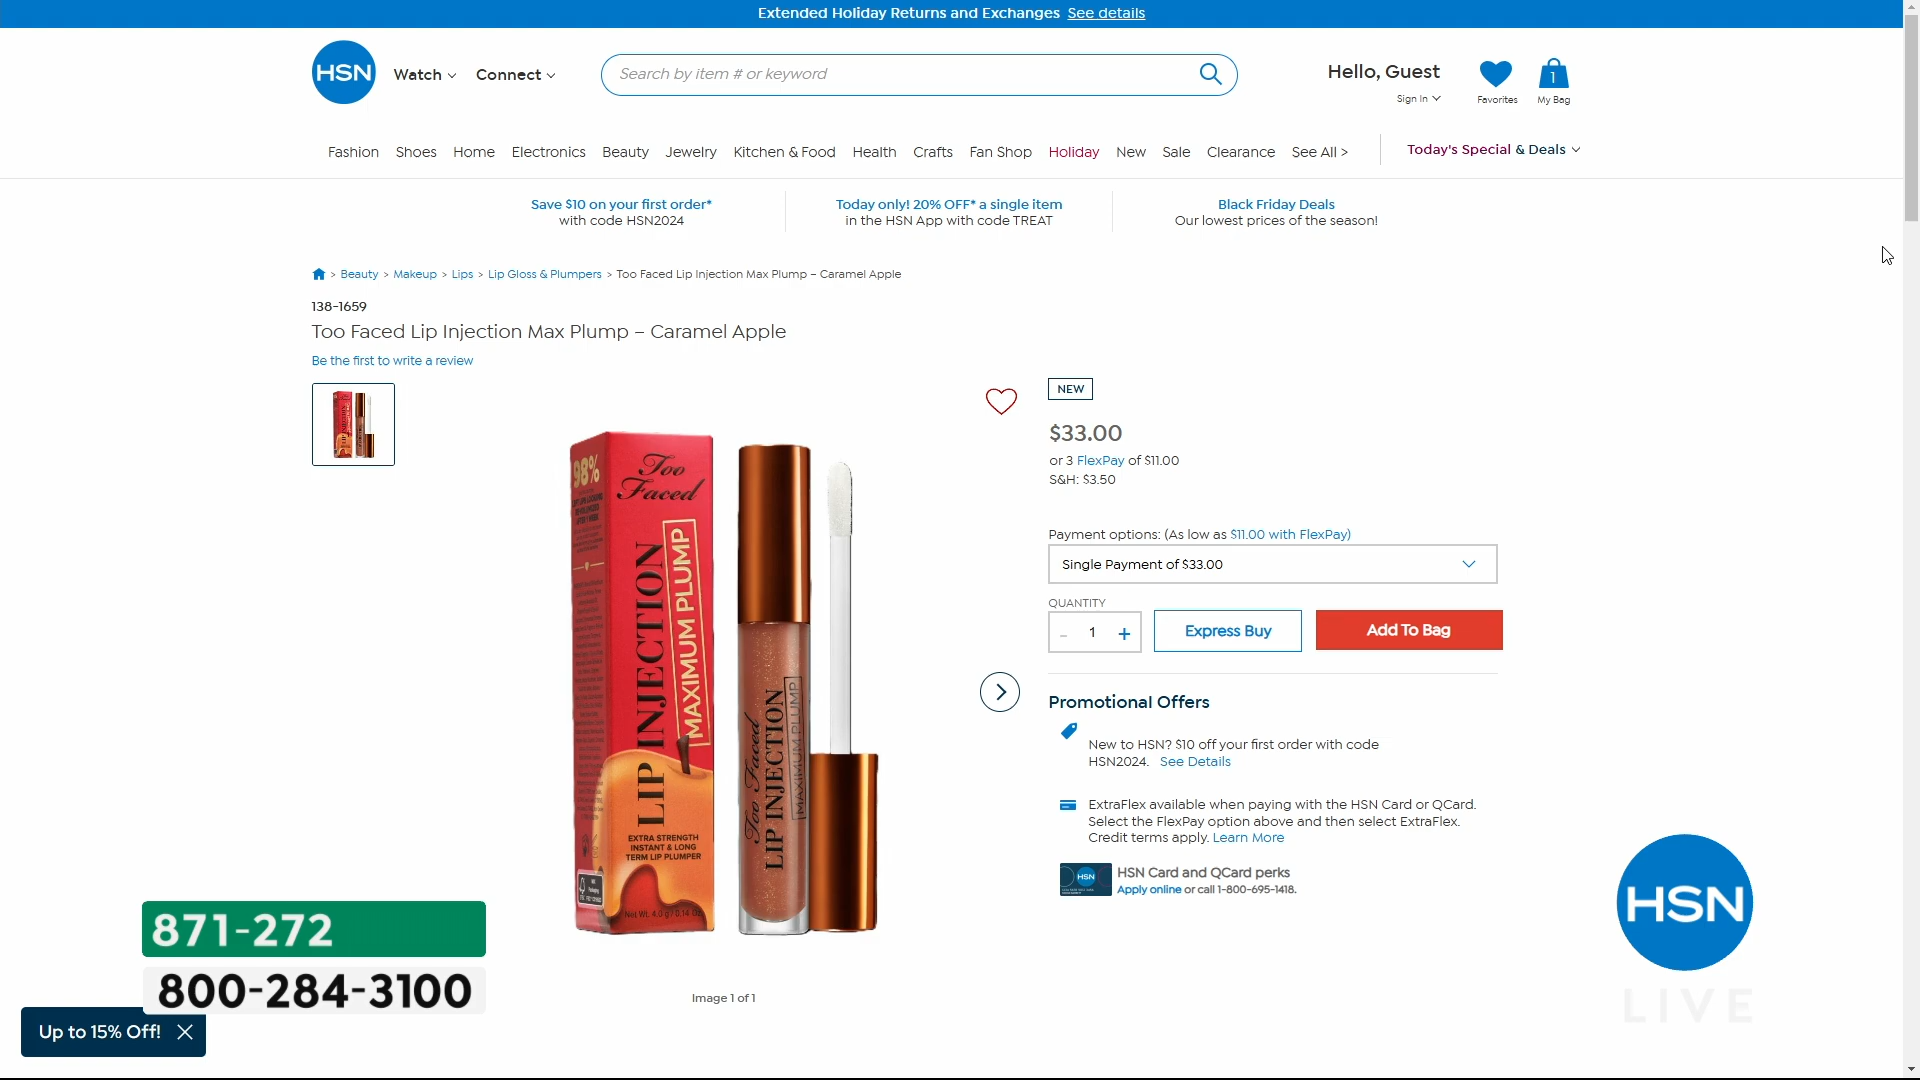 Extended Holiday Returns and Exchanges See details
HSN
Watch
Connect
Search by item # or keyword
Hello, Guest
Sign In
Favorites
1
My Bag
Fashion Shoes Home Electronics Beauty Jewelry Kitchen & Food Health Crafts Fan Shop Holiday New Sale Clearance See All >
Today's Special & Deals
Save $10 on your first order*
with code HSN2024
Today only! 20% OFF* a single item
in the HSN App with code TREAT
Black Friday Deals
Our lowest prices of the season!
> Beauty > Makeup > Lips > Lip Gloss & Plumpers > Too Faced Lip Injection Max Plump – Caramel Apple
138-1659
Too Faced Lip Injection Max Plump – Caramel Apple
Be the first to write a review
98%
Too
Faced
LIP INJECTION
MAXIMUM PLUMP
EXTRA STRENGTH
INSTANT & LONG
TERM LIP PLUMPER
Net Wt. 4.0 g / 0.14 Oz.
Too Faced
LIP INJECTION
MAXIMUM PLUMP
Image 1 of 1
NEW
$33.00
or 3 FlexPay of $11.00
S&H: $3.50
Payment options: (As low as $11.00 with FlexPay)
Single Payment of $33.00
QUANTITY
- 1 +
Express Buy
Add To Bag
Promotional Offers
New to HSN? $10 off your first order with code
HSN2024. See Details
ExtraFlex available when paying with the HSN Card or QCard.
Select the FlexPay option above and then select ExtraFlex.
Credit terms apply. Learn More
HSN
HSN Card and QCard perks
Apply online or call 1-800-695-1418.
871-272
800-284-3100
Up to 15% Off!
HSN
LIVE